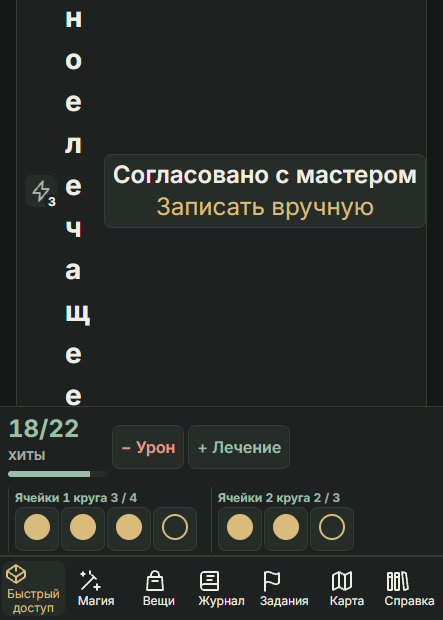 н
о
е
л
е
ч
а
щ
е
е
3
Согласовано с мастером
Записать вручную
18/22
ХИТЫ
− Урон
+ Лечение
Ячейки 1 круга 3 / 4
Ячейки 2 круга 2 / 3
Быстрый
доступ
Магия
Вещи
Журнал
Задания
Карта
Справка